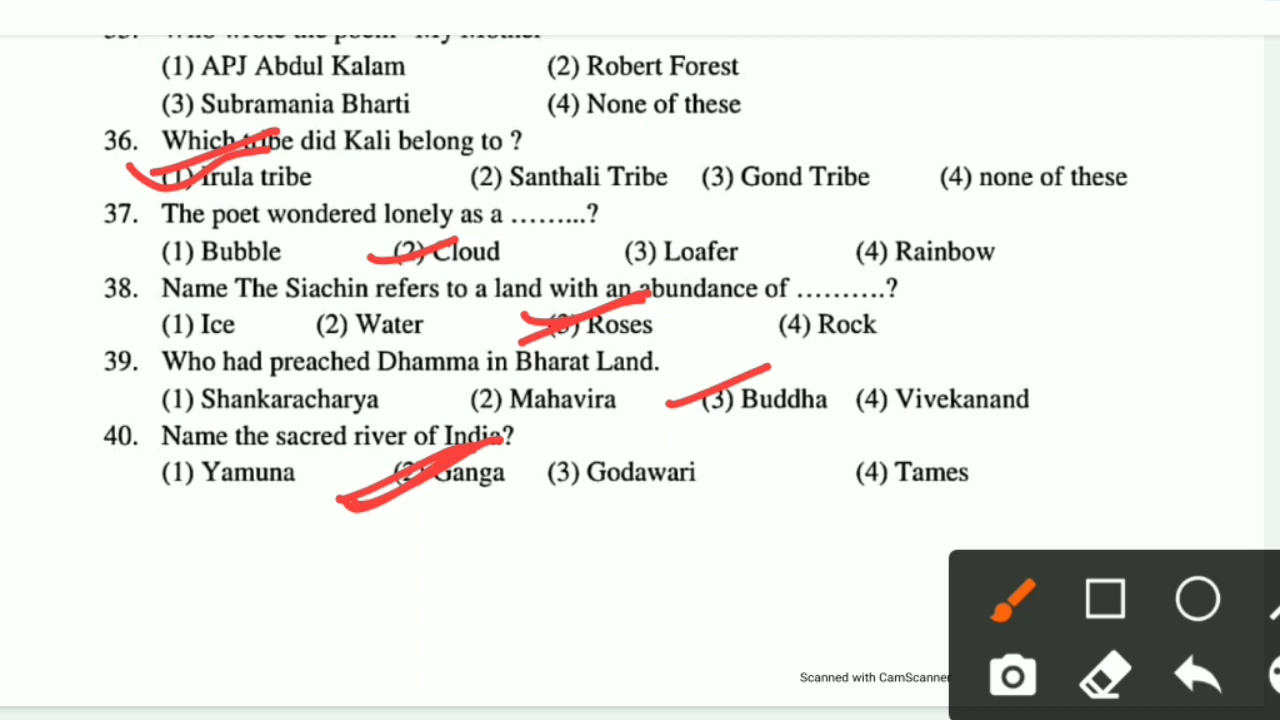 (1) APJ Abdul Kalam (2) Robert Forest
(3) Subramania Bharti (4) None of these
36. Which tribe did Kali belong to ?
(1) Irula tribe (2) Santhali Tribe (3) Gond Tribe (4) none of these
37. The poet wondered lonely as a .........?
(1) Bubble (2) Cloud (3) Loafer (4) Rainbow
38. Name The Siachin refers to a land with an abundance of ..........?
(1) Ice (2) Water (3) Roses (4) Rock
39. Who had preached Dhamma in Bharat Land.
(1) Shankaracharya (2) Mahavira (3) Buddha (4) Vivekanand
40. Name the sacred river of India?
(1) Yamuna (2) Ganga (3) Godawari (4) Tames
Scanned with CamScanner